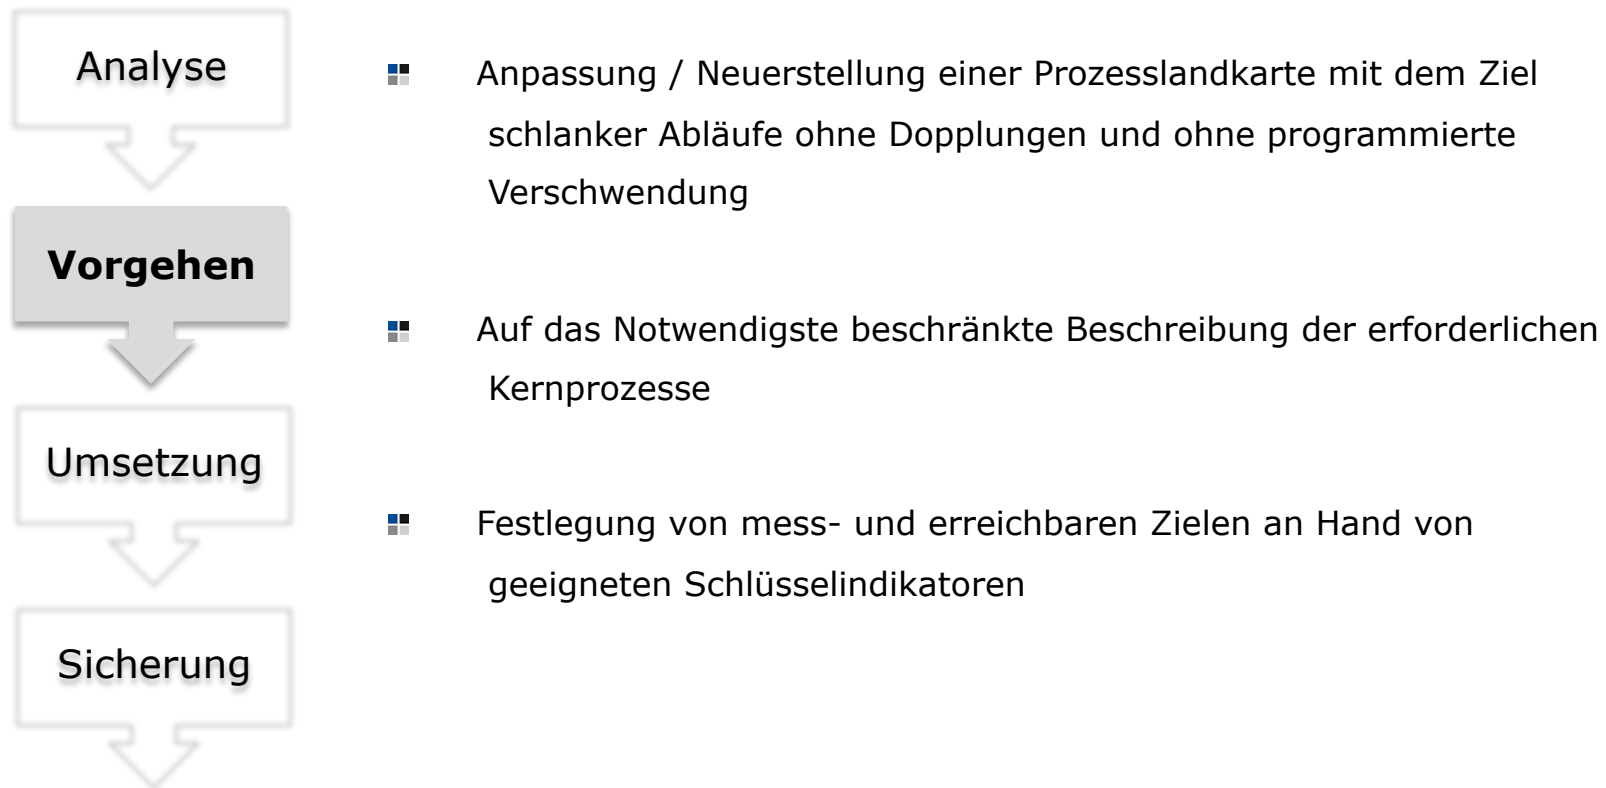 Analyse
Vorgehen
Umsetzung
Sicherung
Anpassung / Neuerstellung einer Prozesslandkarte mit dem Ziel
schlanker Abläufe ohne Dopplungen und ohne programmierte
Verschwendung
Auf das Notwendigste beschränkte Beschreibung der erforderlichen
Kernprozesse
Festlegung von mess- und erreichbaren Zielen an Hand von
geeigneten Schlüsselindikatoren